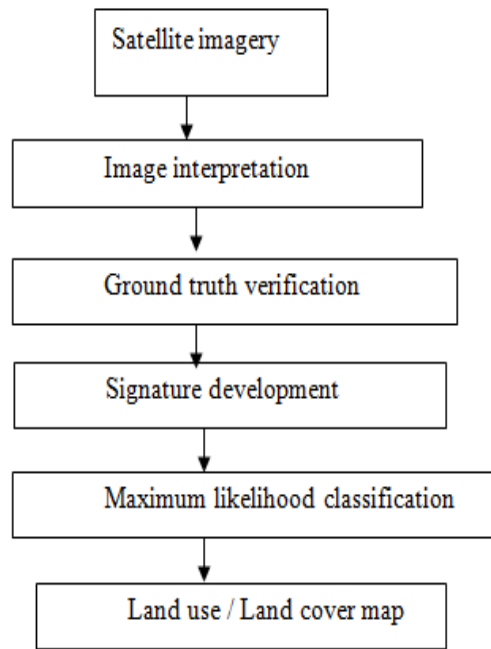 Satellite imagery
Image interpretation
Ground truth verification
Signature development
Maximum likelihood classification
Land use / Land cover map